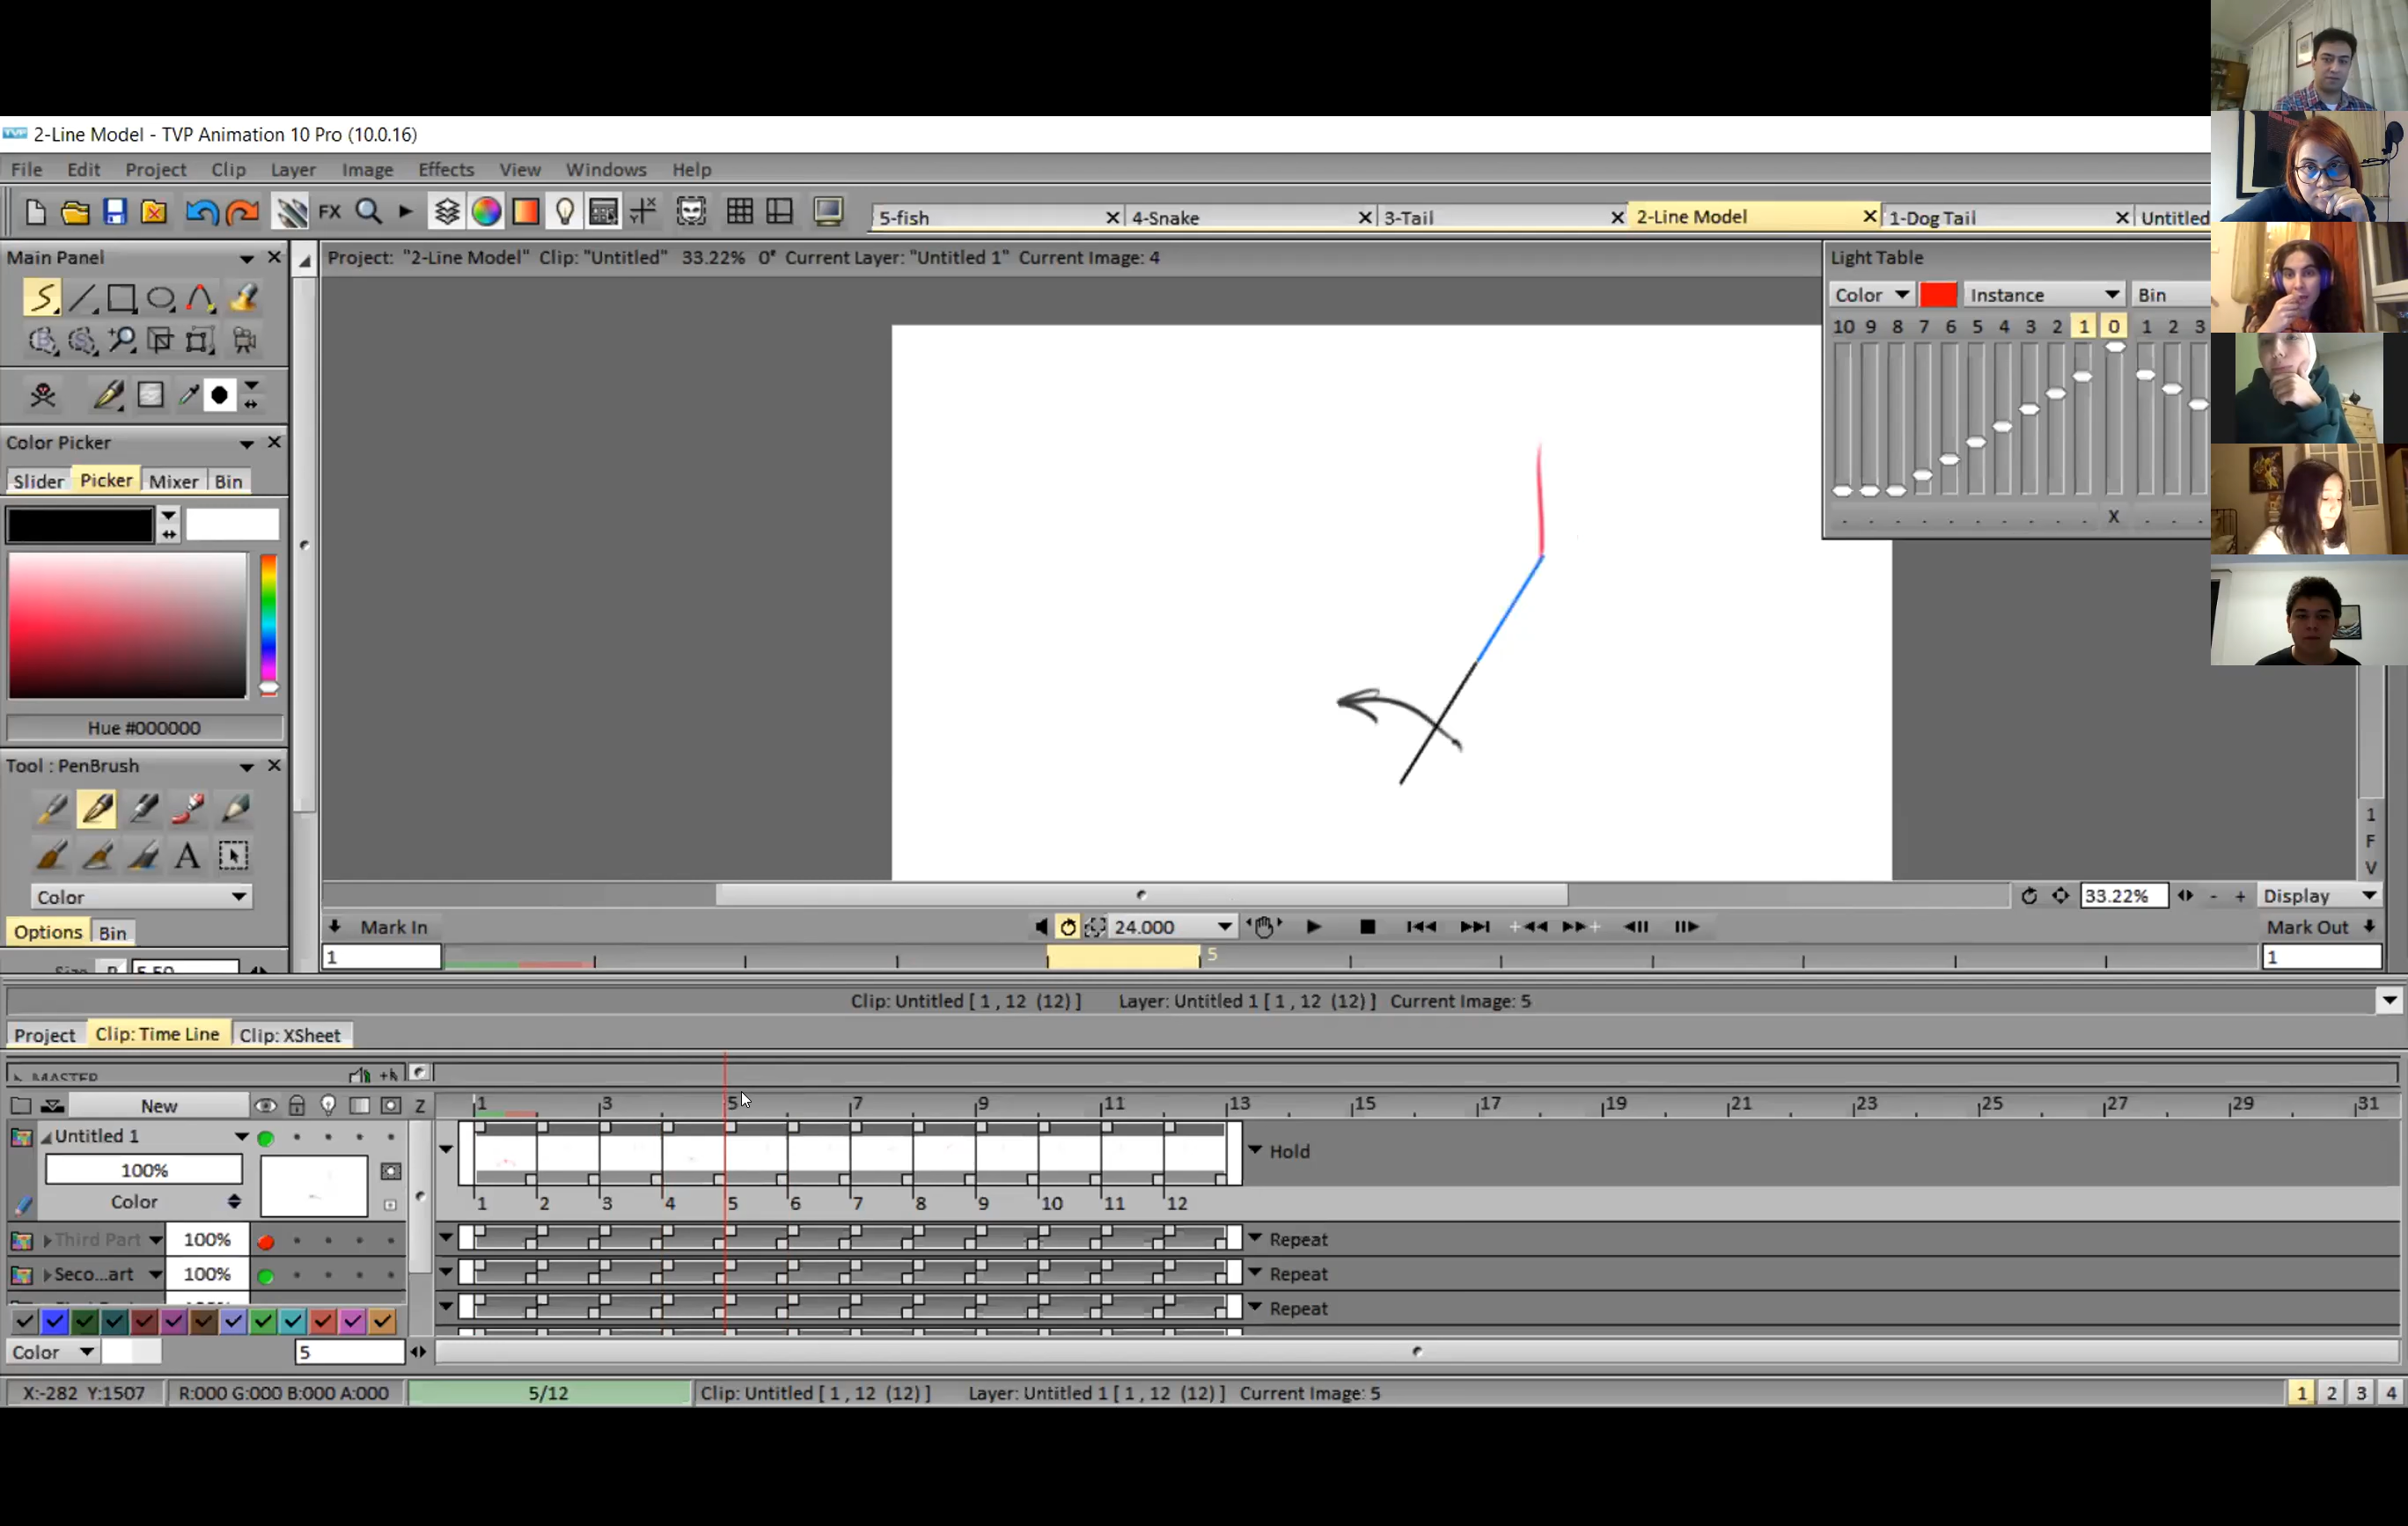 TVP 2-Line Model - TVP Animation 10 Pro (10.0.16)
File Edit Project Clip Layer Image Effects View Windows Help
FX 5-fish 4-Snake 3-Tail 2-Line Model 1-Dog Tail Untitled
Main Panel
Project: "2-Line Model" Clip: "Untitled" 33.22% 0° Current Layer: "Untitled 1" Current Image: 4
Light Table
Color Instance Bin
10 9 8 7 6 5 4 3 2 1 0 1 2 3
X
Color Picker
Slider Picker Mixer Bin
Hue #000000
Tool : PenBrush
A
Color
1
F
V
33.22% - + Display
Options Bin
Mark In 24.000 Mark Out
1 5 1
Clip: Untitled [ 1 , 12 (12) ] Layer: Untitled 1 [ 1 , 12 (12) ] Current Image: 5
Project Clip: Time Line Clip: XSheet
MASTER
New Z 1 3 5 7 9 11 13 15 17 19 21 23 25 27 29 31
Untitled 1
100% Hold
Color 1 2 3 4 5 6 7 8 9 10 11 12
Third Part 100% Repeat
Seco...art 100% Repeat
Repeat
Color 5
X:-282 Y:1507 R:000 G:000 B:000 A:000 5/12 Clip: Untitled [ 1 , 12 (12) ] Layer: Untitled 1 [ 1 , 12 (12) ] Current Image: 5 1 2 3 4